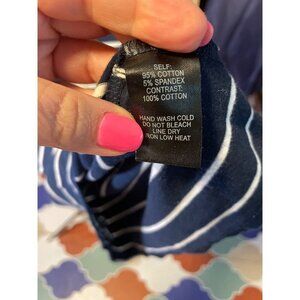 SELF:
95% COTTON
5% SPANDEX
CONTRAST:
100% COTTON
HAND WASH COLD
DO NOT BLEACH
LINE DRY
IRON LOW HEAT